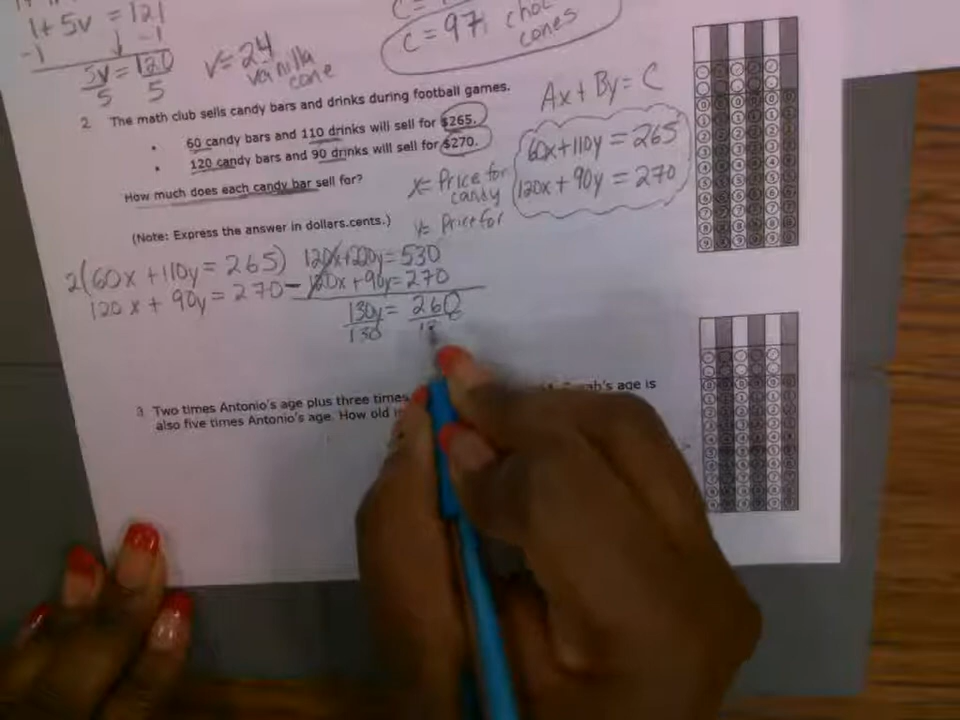 1+ 5v = 121
-1 -1
5v = 120
5 5
v = 24
vanilla
cone
c = 97
choc
cones
2. The math club sells candy bars and drinks during football games.
• 60 candy bars and 110 drinks will sell for $265.
• 120 candy bars and 90 drinks will sell for $270.
How much does each candy bar sell for?
(Note: Express the answer in dollars.cents.)
Ax + By = C
60x+110y = 265
120x + 90y = 270
x= Price for
candy
y= Price for
2(60x +110y = 265)
120x + 90y = 270
120x+220y=530
- 120x + 90y=270
130y= 260
130 13
3 Two times Antonio's age plus three times
Sarah's age is
also five times Antonio's age. How old